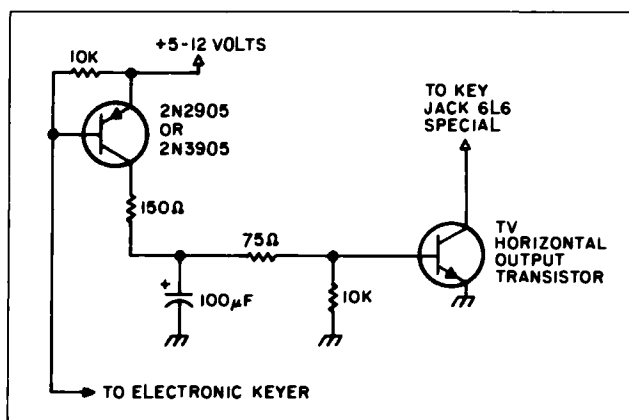 10K
+5-12 VOLTS
2N2905
OR
2N3905
TO KEY
JACK 6L6
SPECIAL
150Ω
75Ω
TV
HORIZONTAL
OUTPUT
TRANSISTOR
+
100µF
10K
TO ELECTRONIC KEYER